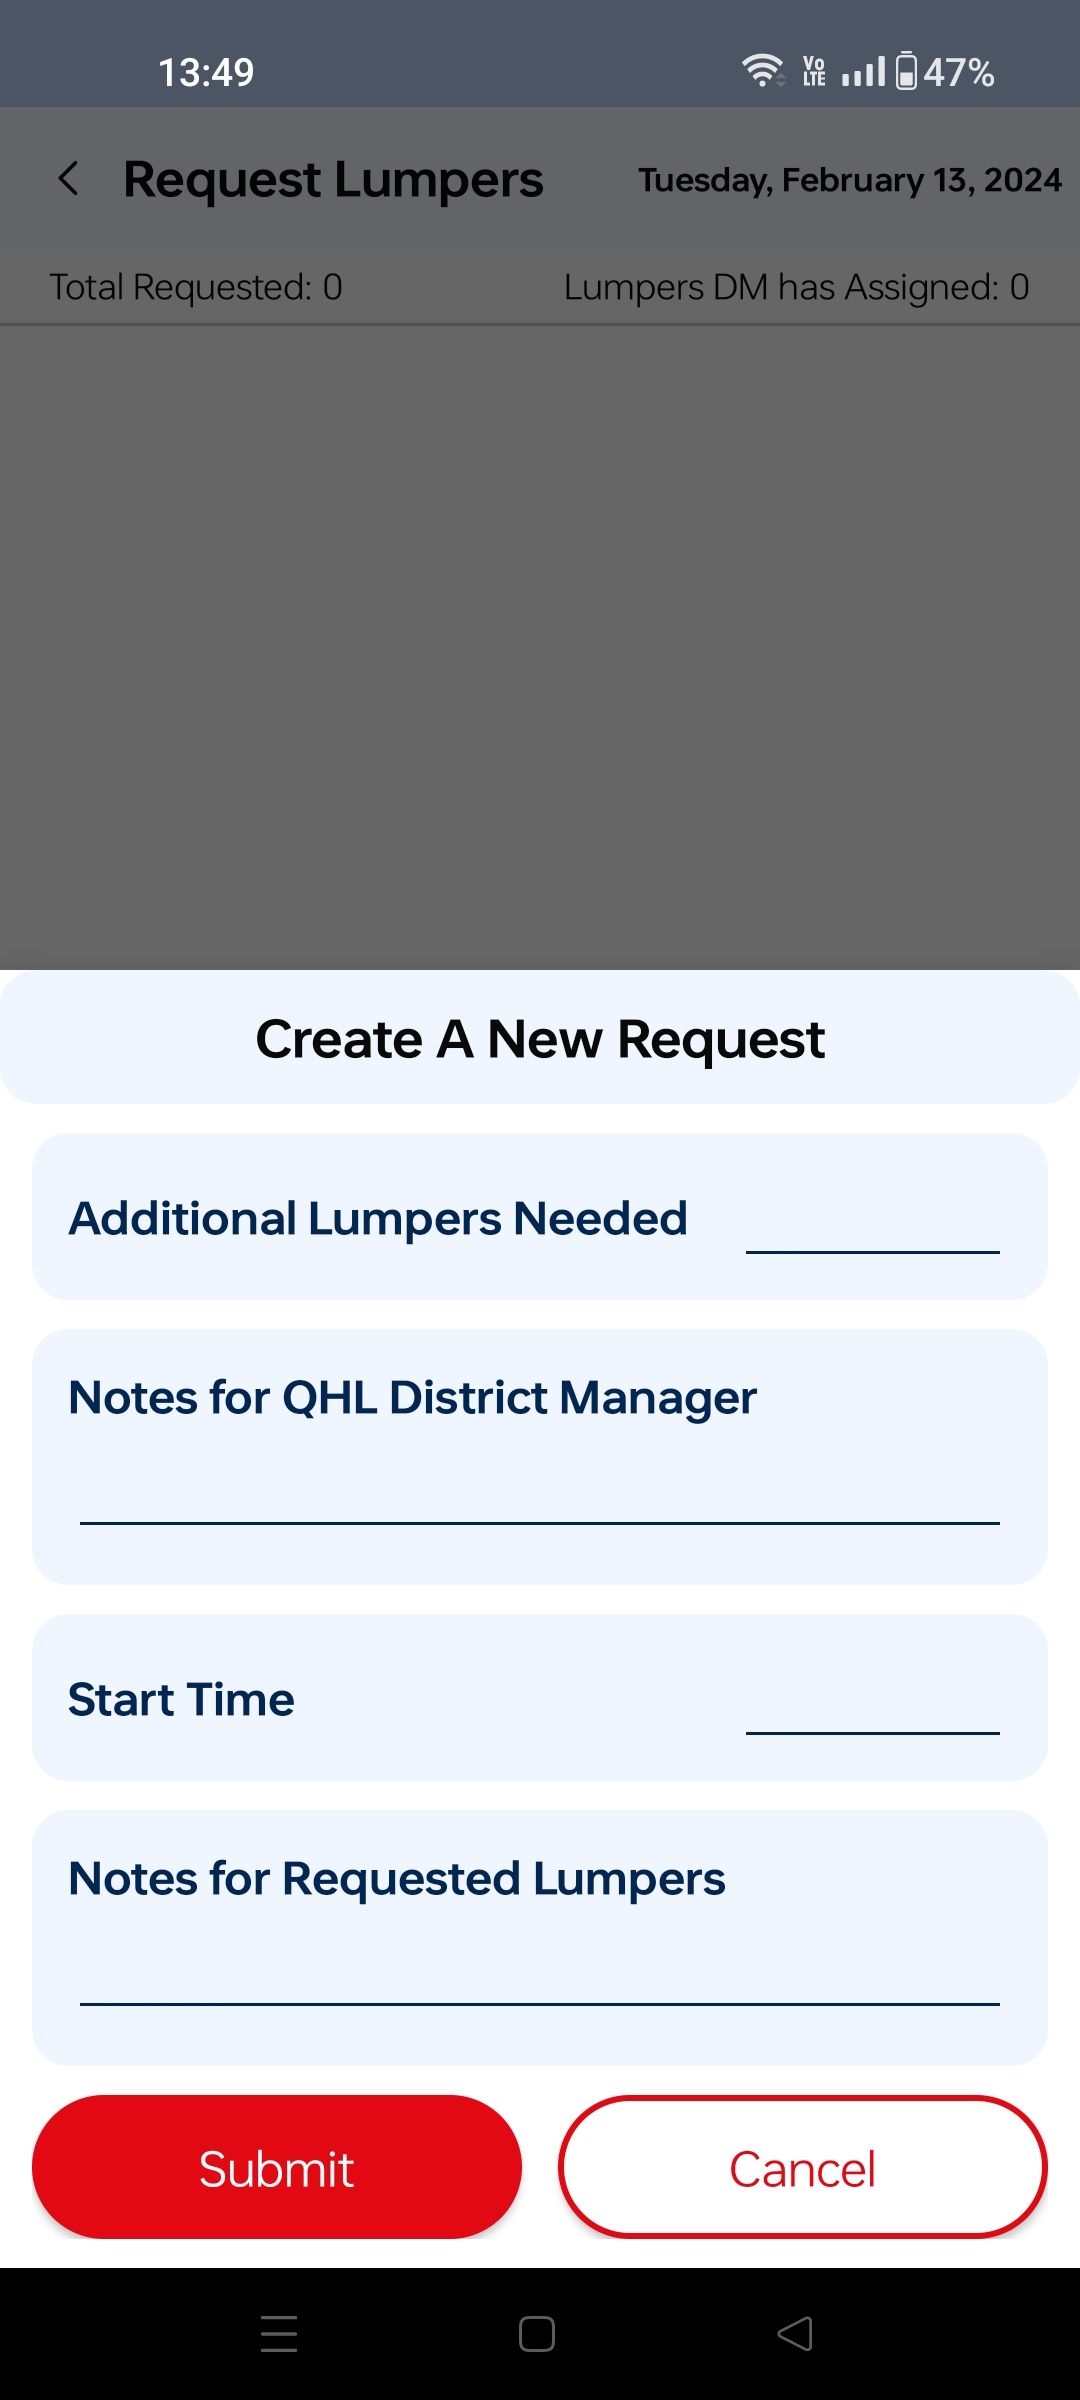 13:49 Vo LTE 47%
Request Lumpers Tuesday, February 13, 2024
Total Requested: 0 Lumpers DM has Assigned: 0
Create A New Request
Additional Lumpers Needed
Notes for QHL District Manager
Start Time
Notes for Requested Lumpers
Submit Cancel